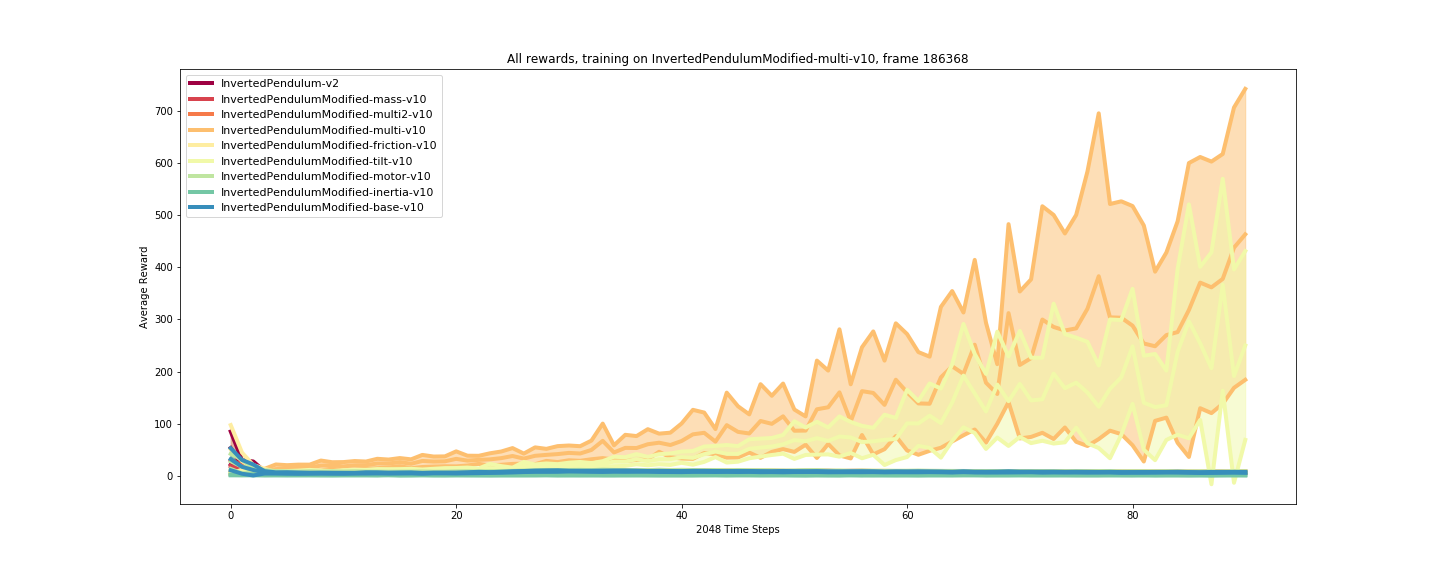 All rewards, training on InvertedPendulumModified-multi-v10, frame 186368
InvertedPendulum-v2
InvertedPendulumModified-mass-v10
InvertedPendulumModified-multi2-v10
InvertedPendulumModified-multi-v10
InvertedPendulumModified-friction-v10
InvertedPendulumModified-tilt-v10
InvertedPendulumModified-motor-v10
InvertedPendulumModified-inertia-v10
InvertedPendulumModified-base-v10
Average Reward
700
600
500
400
300
200
100
0
0 20 40 60 80
2048 Time Steps